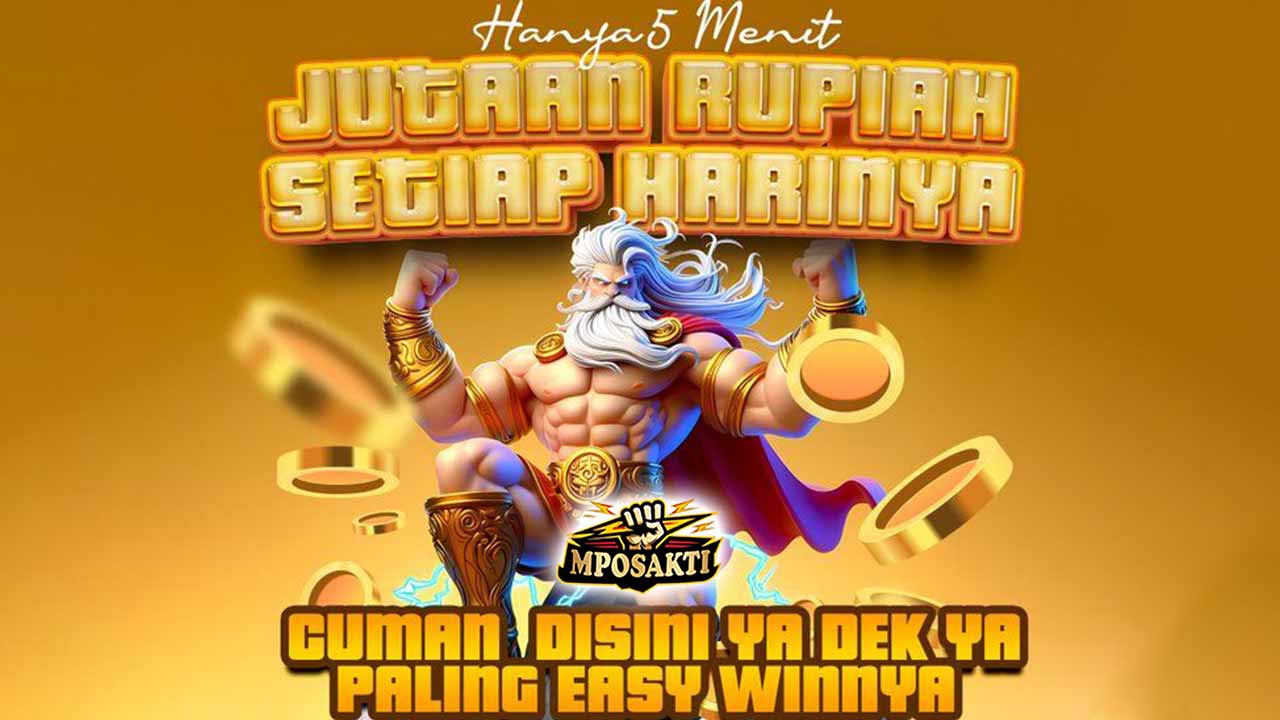 Hanya 5 Menit
JUTAAN RUPIAH
SETIAP HARINYA
MPOSAKTI
CUMAN DISINI YA DEK YA
PALING EASY WINNYA